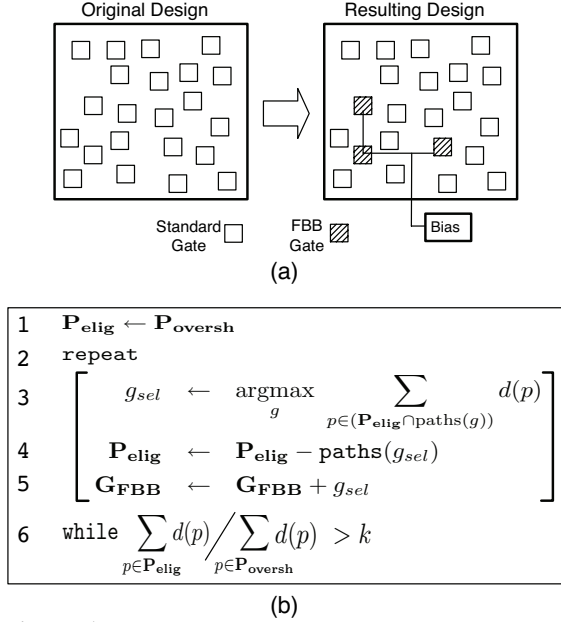 Original Design
Resulting Design
Standard Gate
FBB Gate
Bias
(a)
1 P_elig ← P_oversh
2 repeat
3 g_sel ← argmax_g ∑_{p∈(P_elig∩paths(g))} d(p)
4 P_elig ← P_elig − paths(g_sel)
5 G_FBB ← G_FBB + g_sel
6 while ∑_{p∈P_elig} d(p) / ∑_{p∈P_oversh} d(p) > k
(b)